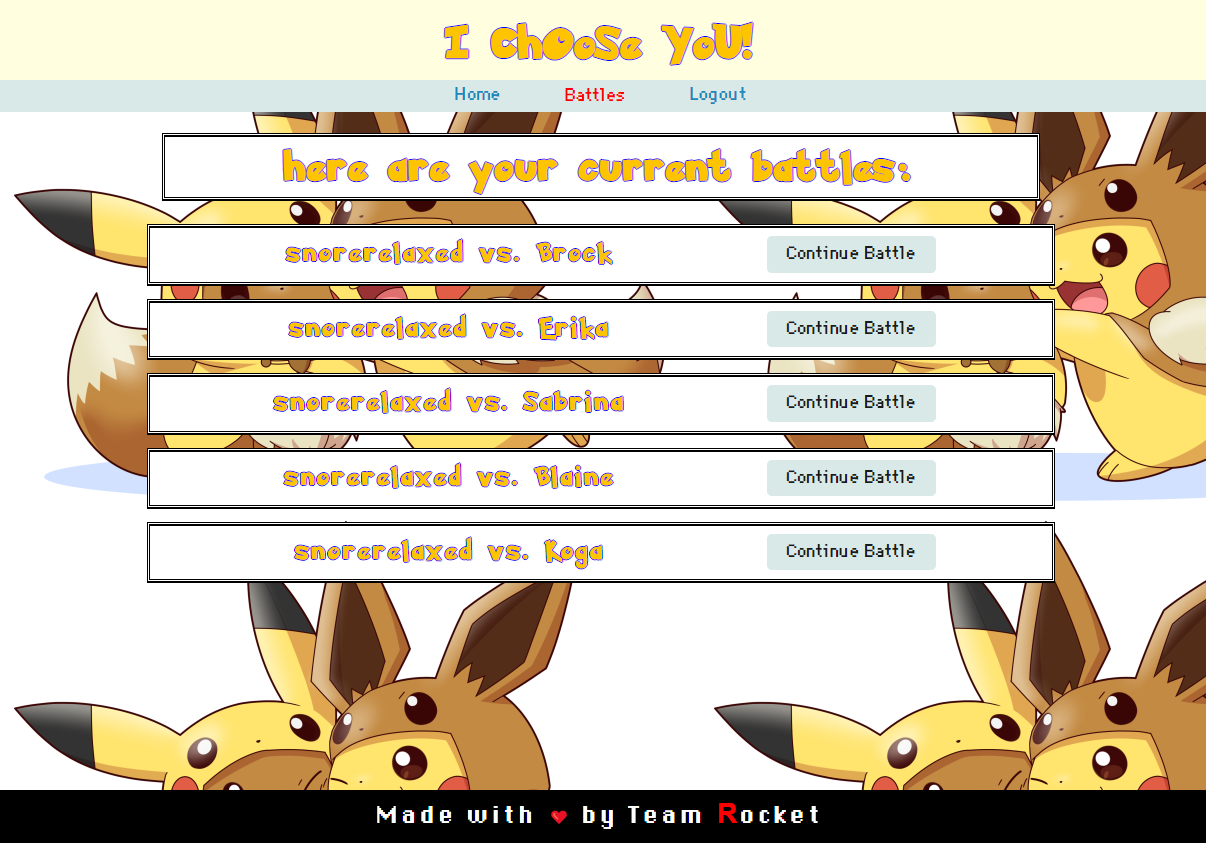 I ChOoSe YoU!
Home Battles Logout
here are your current battles:
snorerelaxed vs. Brock Continue Battle
snorerelaxed vs. Erika Continue Battle
snorerelaxed vs. Sabrina Continue Battle
snorerelaxed vs. Blaine Continue Battle
snorerelaxed vs. Koga Continue Battle
Made with ❤ by Team Rocket